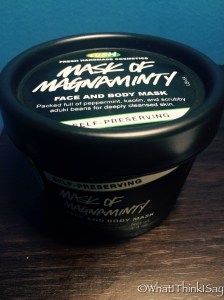 LUSH
FRESH HANDMADE COSMETICS
MASK OF
MAGNAMINTY
FACE AND BODY MASK
Packed full of peppermint, kaolin, and scrubby
aduki beans for deeply cleansed skin.
SELF-PRESERVING
SELF-PRESERVING
MASK OF
MAGNAMINTY
AND BODY MASK
©WhatIThinkISay